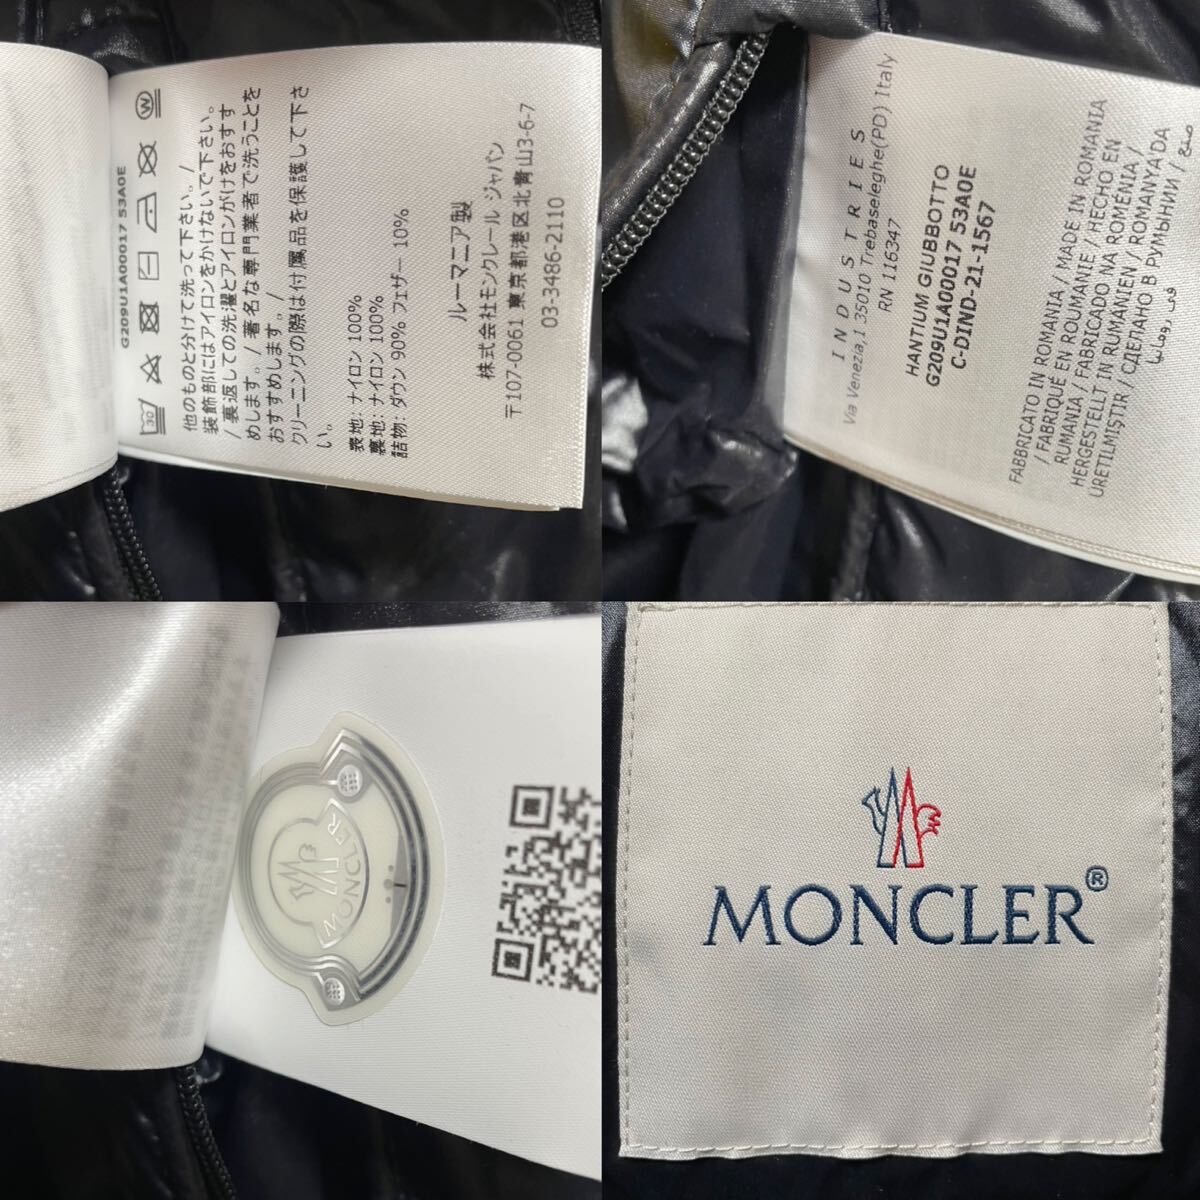 G209U1A00017 53A0E
他のものと分けて洗って下さい。/
装飾部にはアイロンをかけないで下さい。
/裏返しての洗濯とアイロンがけをおすす
めします。/著名な専門業者で洗うことを
おすすめします。/
クリーニングの際は付属品を保護して下さ
い。
表地: ナイロン 100%
裏地: ナイロン 100%
詰物: ダウン 90% フェザー 10%
ルーマニア製
株式会社モンクレール ジャパン
〒107-0061 東京都港区北青山3-6-7
03-3486-2110
INDUSTRIES
Via Venezia,1 35010 Trebaseleghe(PD) Italy
RN 116347
HANTIUM GIUBBOTTO
G209U1A00017 53A0E
C-DIND-21-1567
FABBRICATO IN ROMANIA / MADE IN ROMANIA
/ FABRIQUÉ EN ROUMANIE / HECHO EN
RUMANIA / FABRICADO NA ROMÉNIA /
HERGESTELLT IN RUMANIEN / ROMANYA'DA
ÜRETILMIŞTIR / СДЕЛАНО В РУМЫНИИ /
في رومانيا
MONCLER
MONCLER®